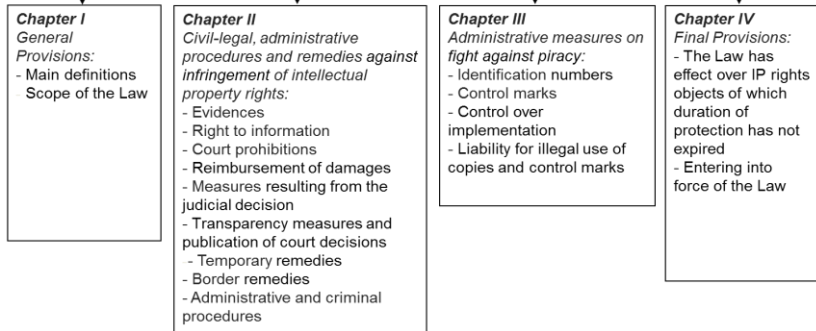 Chapter I
General
Provisions:
- Main definitions
- Scope of the Law
Chapter II
Civil-legal, administrative
procedures and remedies against
infringement of intellectual
property rights:
- Evidences
- Right to information
- Court prohibitions
- Reimbursement of damages
- Measures resulting from the
judicial decision
- Transparency measures and
publication of court decisions
- Temporary remedies
- Border remedies
- Administrative and criminal
procedures
Chapter III
Administrative measures on
fight against piracy:
- Identification numbers
- Control marks
- Control over
implementation
- Liability for illegal use of
copies and control marks
Chapter IV
Final Provisions:
- The Law has
effect over IP rights
objects of which
duration of
protection has not
expired
- Entering into
force of the Law